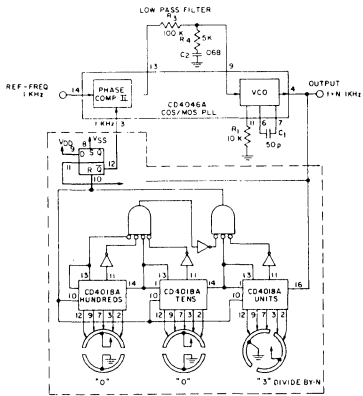 LOW PASS FILTER
R3
100 K
R4 5K
C2 .068
13
9
REF-FREQ
1 KHz
14
PHASE
COMP II
VCO
4
OUTPUT
1×N 1KHz
CD4046A
COS/MOS PLL
1 KHz 3
R1
10 K
11 6 7
C1
50 p
VDD
VSS
9
8
D S Q
R Q̅
11
12
10
13 11
13 11
13 11
10
CD4018A
HUNDREDS
14
10
CD4018A
TENS
14
10
CD4018A
UNITS
16
12 9 7 3 2
12 9 7 3 2
12 9 7 3 2
"0"
"0"
"3" DIVIDE BY-N